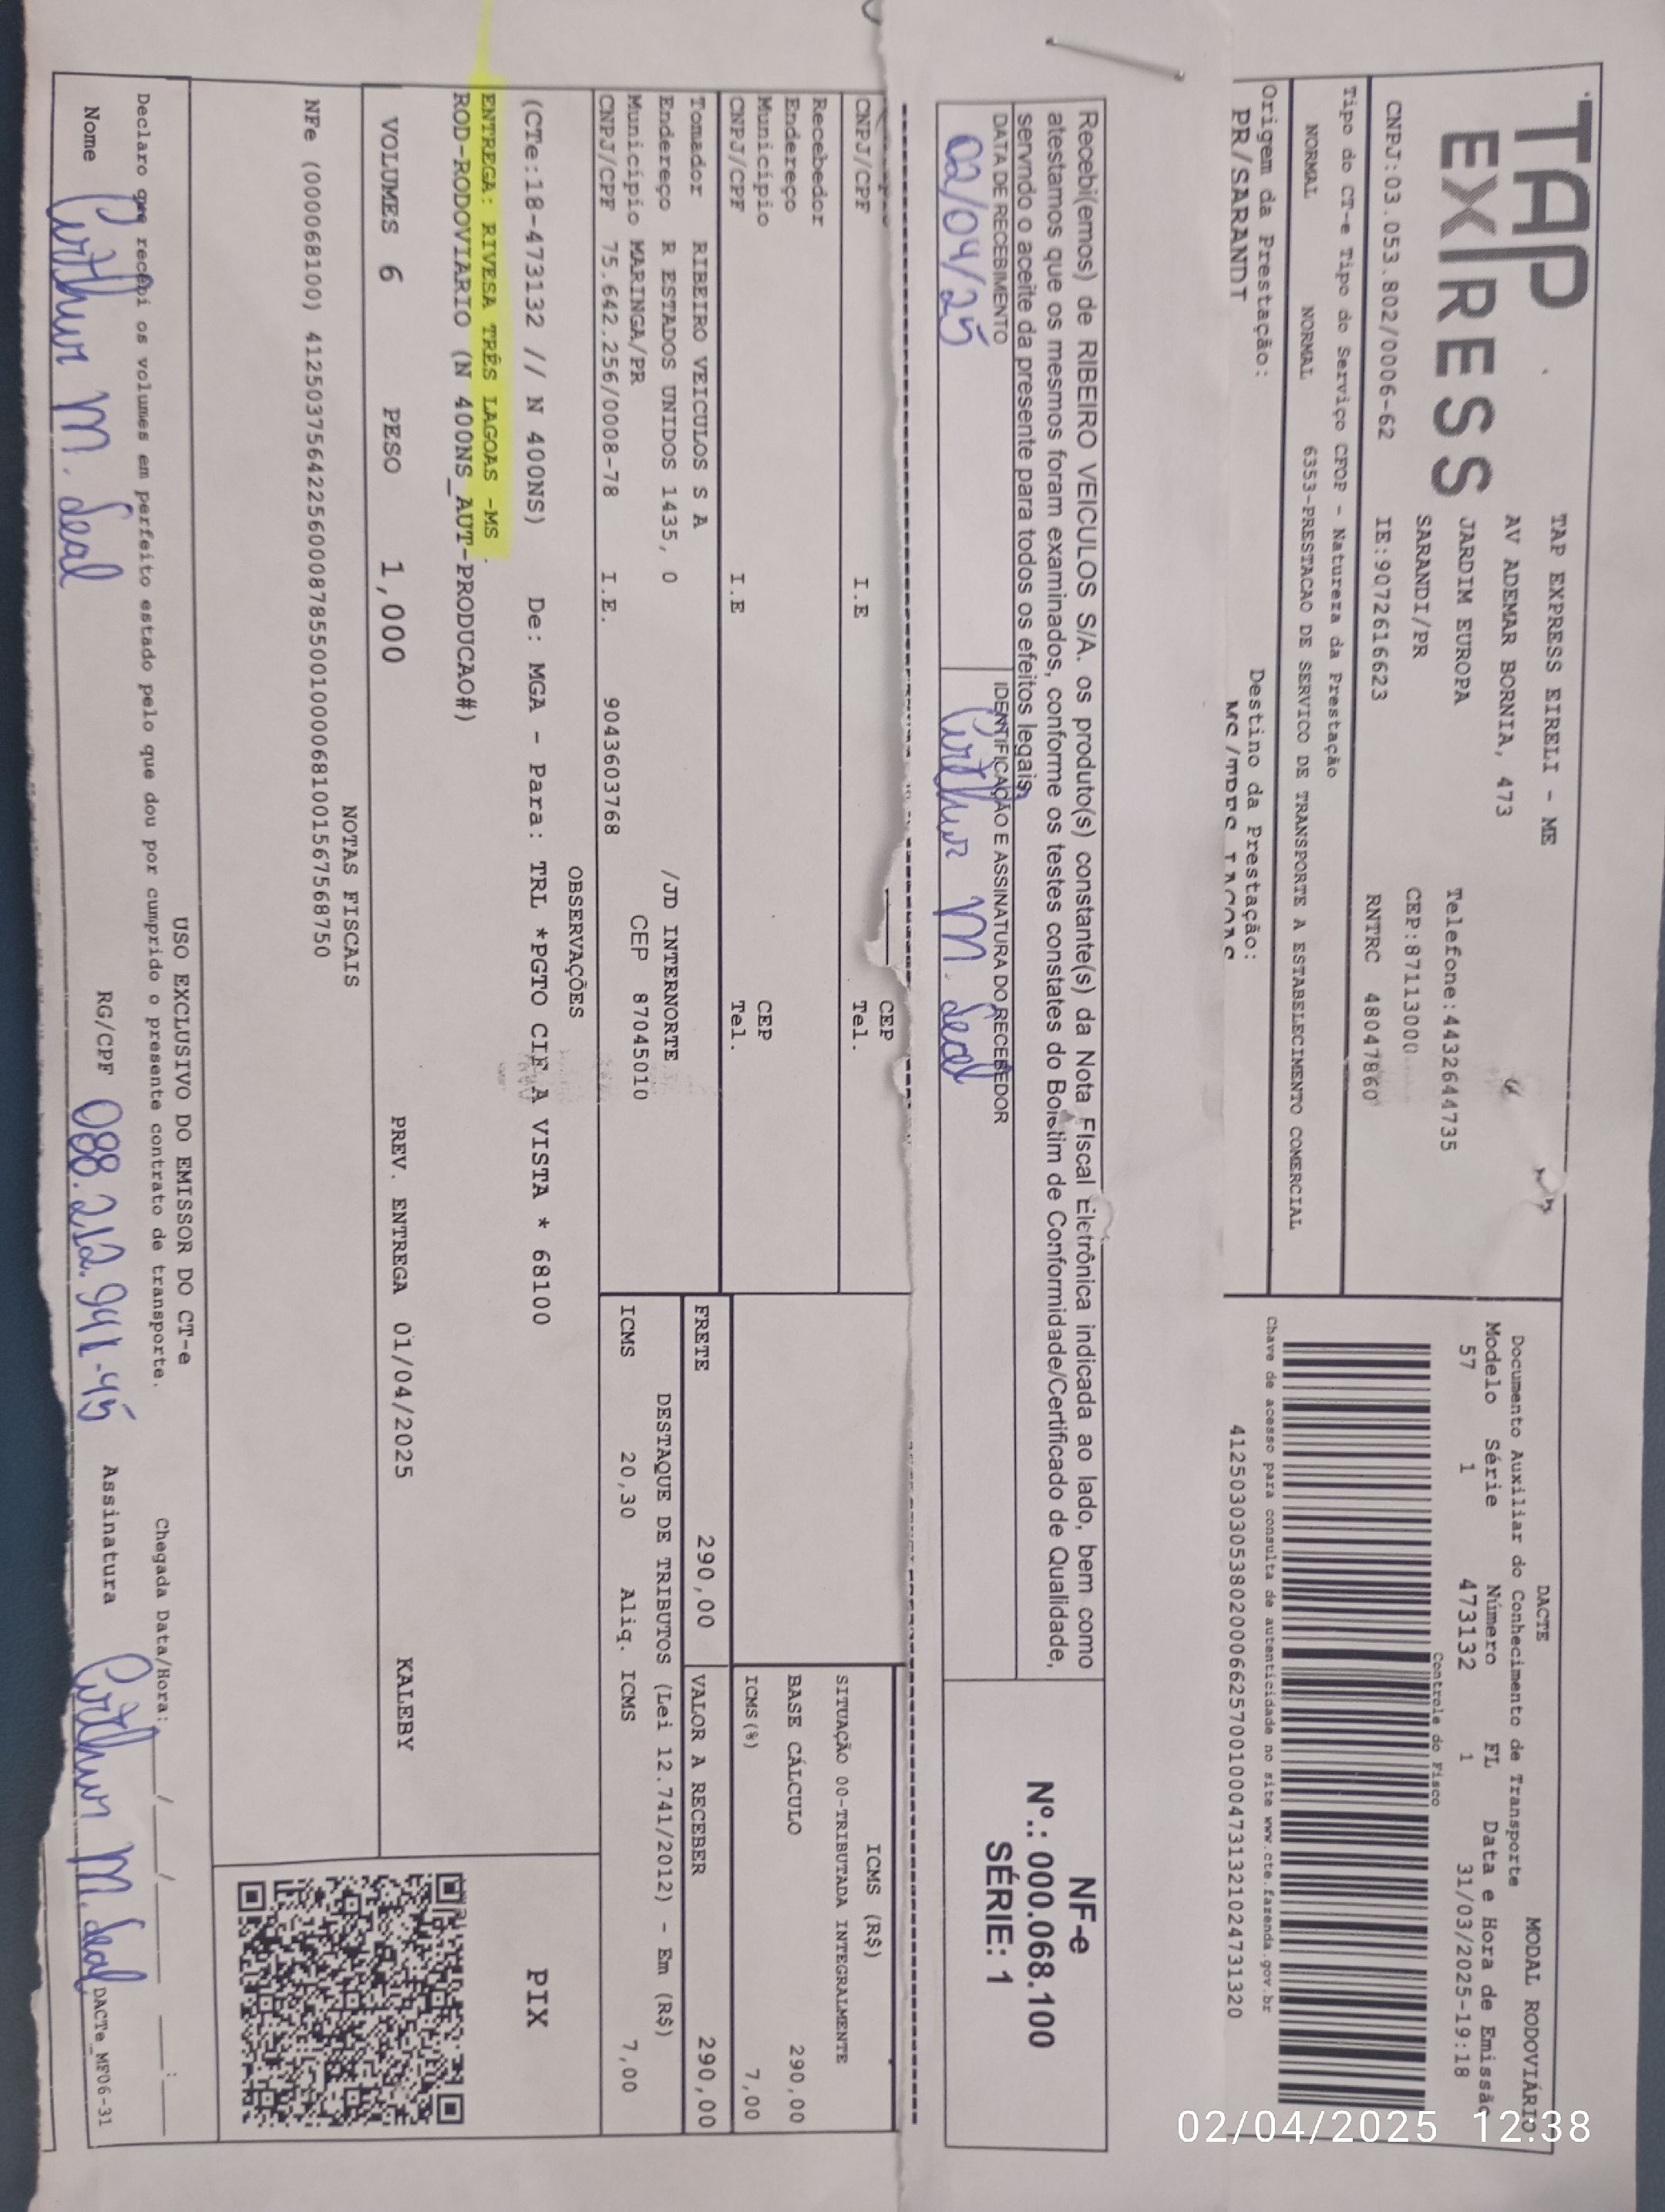 TAP
EXPRESS
TAP EXPRESS EIRELI - ME
AV ADEMAR BORNIA, 473
JARDIM EUROPA
Telefone:4432644735
SARANDI/PR
CEP:87113000
CNPJ:03.053.802/0006-62
IE:9072616623
RNTRC 48047860
DACTE
MODAL RODOVIÁRIO
Documento Auxiliar do Conhecimento de Transporte
Modelo Série Número FL Data e Hora de Emissão
57 1 473132 1 31/03/2025-19:18
Controle do Fisco
Tipo do CT-e Tipo do Serviço CFOP - Natureza da Prestação
NORMAL NORMAL 6353-PRESTACAO DE SERVICO DE TRANSPORTE A ESTABELECIMENTO COMERCIAL
Chave de acesso para consulta de autenticidade no site www.cte.fazenda.gov.br
41250303053802000662570010004731321024731320
Origem da Prestação:
PR/SARANDI
Destino da Prestação:
MS/TRES LAGOAS
Recebi(emos) de RIBEIRO VEICULOS S/A. os produto(s) constante(s) da Nota FIscal Eletrônica indicada ao lado, bem como
atestamos que os mesmos foram examinados, conforme os testes constates do Boletim de Conformidade/Certificado de Qualidade,
servndo o aceite da presente para todos os efeitos legais.
DATA DE RECEBIMENTO
02/04/25
IDENTIFICAÇÃO E ASSINATURA DO RECEBEDOR
Arthur M. Leal
NF-e
Nº.: 000.068.100
SÉRIE: 1
CEP
CNPJ/CPF I.E Tel.
Recebedor
Endereço
Município CEP
CNPJ/CPF I.E Tel.
ICMS (R$)
SITUAÇÃO 00-TRIBUTADA INTEGRALMENTE
BASE CÁLCULO 290,00
ICMS(%) 7,00
Tomador RIBEIRO VEICULOS S A
Endereço R ESTADOS UNIDOS 1435, 0 /JD INTERNORTE
Município MARINGA/PR CEP 87045010
CNPJ/CPF 75.642.256/0008-78 I.E. 9043603768
FRETE 290,00
VALOR A RECEBER 290,00
DESTAQUE DE TRIBUTOS (Lei 12.741/2012) - Em (R$)
ICMS 20,30 Aliq. ICMS 7,00
OBSERVAÇÕES
(CTe:18-473132 // N 400NS) De: MGA - Para: TRL *PGTO CIF A VISTA * 68100
ENTREGA: RIVESA TRÊS LAGOAS -MS.
ROD-RODOVIARIO (N 400NS_AUT-PRODUCAO#)
PIX
VOLUMES 6 PESO 1,000 PREV. ENTREGA 01/04/2025 KALEBY
NOTAS FISCAIS
NFe (000068100) 41250375642256000878550010000681001567568750
USO EXCLUSIVO DO EMISSOR DO CT-e
Declaro que recebi os volumes em perfeito estado pelo que dou por cumprido o presente contrato de transporte.
Chegada Data/Hora: ___/___/___ ___:___
Nome Arthur M. Leal RG/CPF 088.212.941-45 Assinatura Arthur M. Leal
DACTe_MF06-31
02/04/2025 12:38